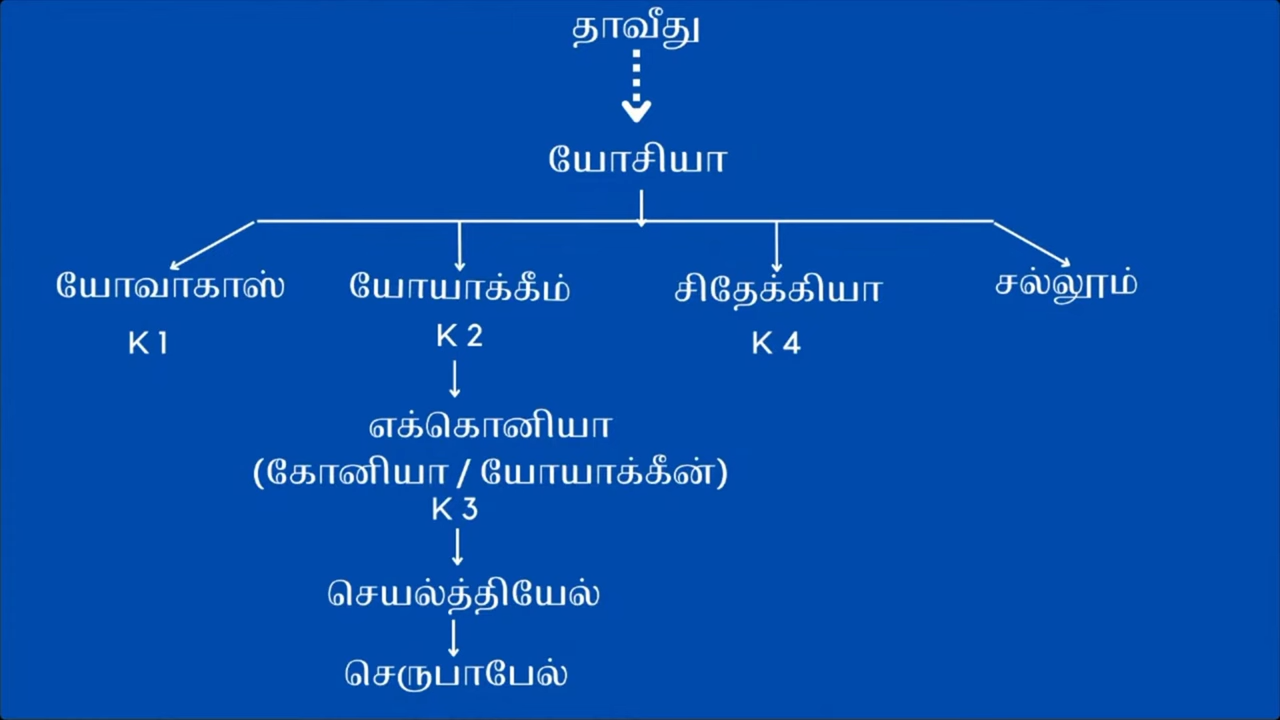 தாவீது
யோசியா
யோவாகாஸ் யோயாக்கீம் சிதேக்கியா சல்லூம்
K 1 K 2 K 4
எக்கொனியா
(கோனியா / யோயாக்கீன்)
K 3
செயல்த்தியேல்
செருபாபேல்